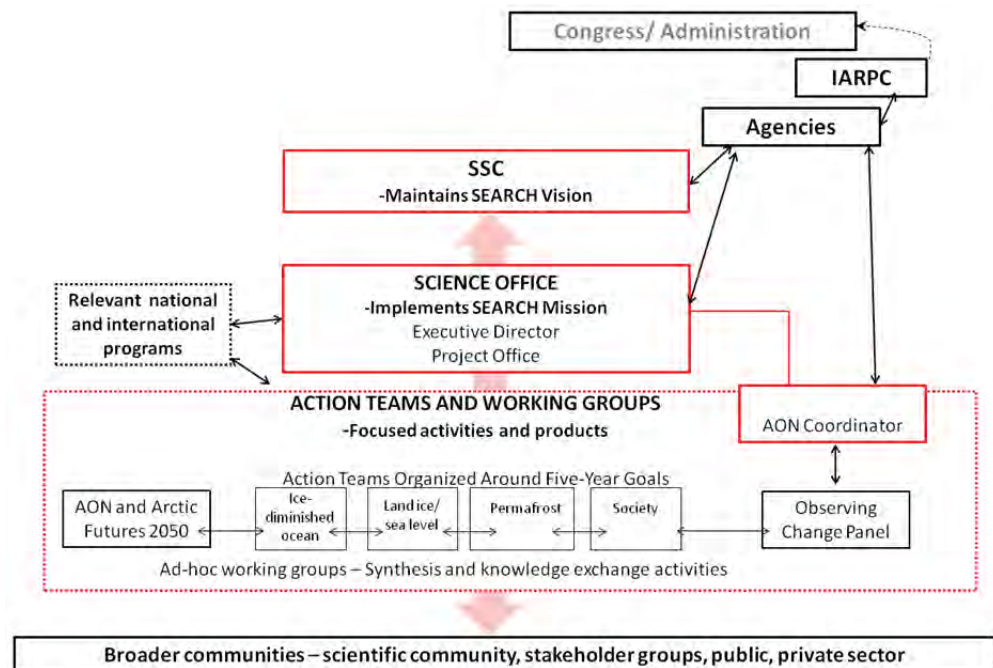 Congress/ Administration
IARPC
Agencies
SSC
-Maintains SEARCH Vision
SCIENCE OFFICE
-Implements SEARCH Mission
Executive Director
Project Office
Relevant national
and international
programs
ACTION TEAMS AND WORKING GROUPS
-Focused activities and products
AON Coordinator
Action Teams Organized Around Five-Year Goals
AON and Arctic
Futures 2050
Ice-
diminished
ocean
Land ice/
sea level
Permafrost
Society
Observing
Change Panel
Ad-hoc working groups – Synthesis and knowledge exchange activities
Broader communities – scientific community, stakeholder groups, public, private sector